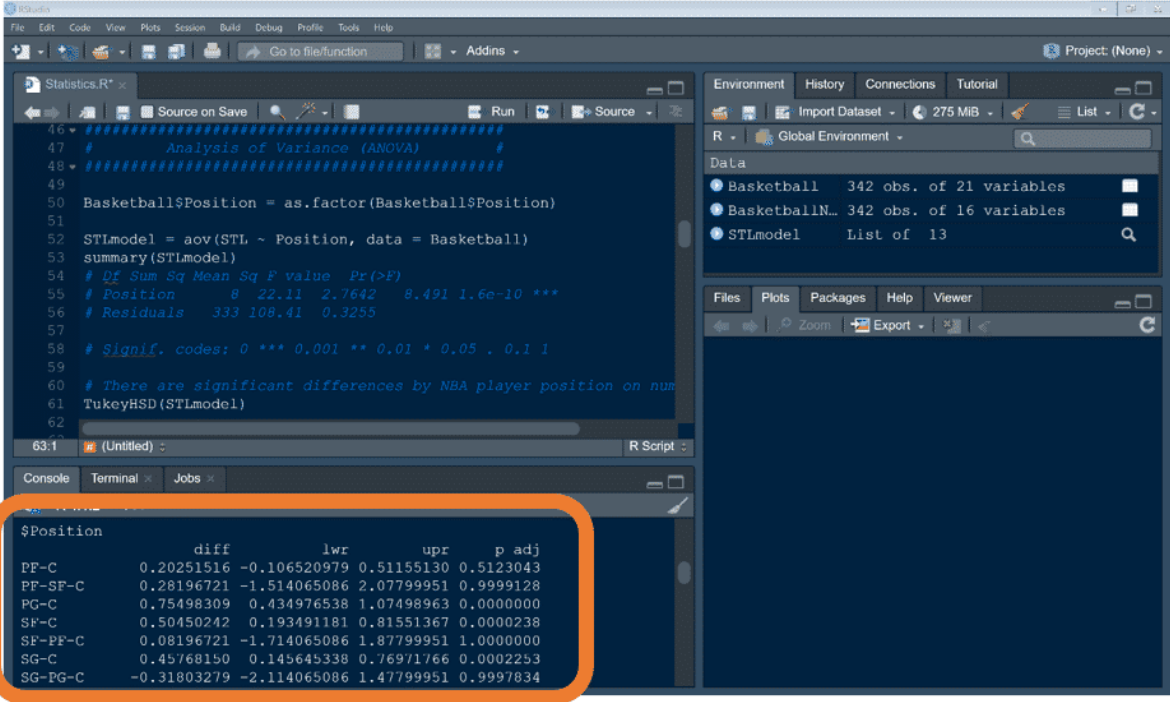 RStudio
File Edit Code View Plots Session Build Debug Profile Tools Help
Go to file/function Addins Project: (None)
Statistics.R*
Source on Save Run Source
46 ##############################################
47 # Analysis of Variance (ANOVA) #
48 ##############################################
49
50 Basketball$Position = as.factor(Basketball$Position)
51
52 STLmodel = aov(STL ~ Position, data = Basketball)
53 summary(STLmodel)
54 # Df Sum Sq Mean Sq F value Pr(>F)
55 # Position 8 22.11 2.7642 8.491 1.6e-10 ***
56 # Residuals 333 108.41 0.3255
57
58 # Signif. codes: 0 *** 0.001 ** 0.01 * 0.05 . 0.1 1
59
60 # There are significant differences by NBA player position on num
61 TukeyHSD(STLmodel)
62
63:1 # (Untitled) R Script
Console Terminal Jobs
$Position
diff lwr upr p adj
PF-C 0.20251516 -0.106520979 0.51155130 0.5123043
PF-SF-C 0.28196721 -1.514065086 2.07799951 0.9999128
PG-C 0.75498309 0.434976538 1.07498963 0.0000000
SF-C 0.50450242 0.193491181 0.81551367 0.0000238
SF-PF-C 0.08196721 -1.714065086 1.87799951 1.0000000
SG-C 0.45768150 0.145645338 0.76971766 0.0002253
SG-PG-C -0.31803279 -2.114065086 1.47799951 0.9997834
Environment History Connections Tutorial
Import Dataset 275 MiB List
R Global Environment
Data
Basketball 342 obs. of 21 variables
BasketballN… 342 obs. of 16 variables
STLmodel List of 13
Files Plots Packages Help Viewer
Zoom Export